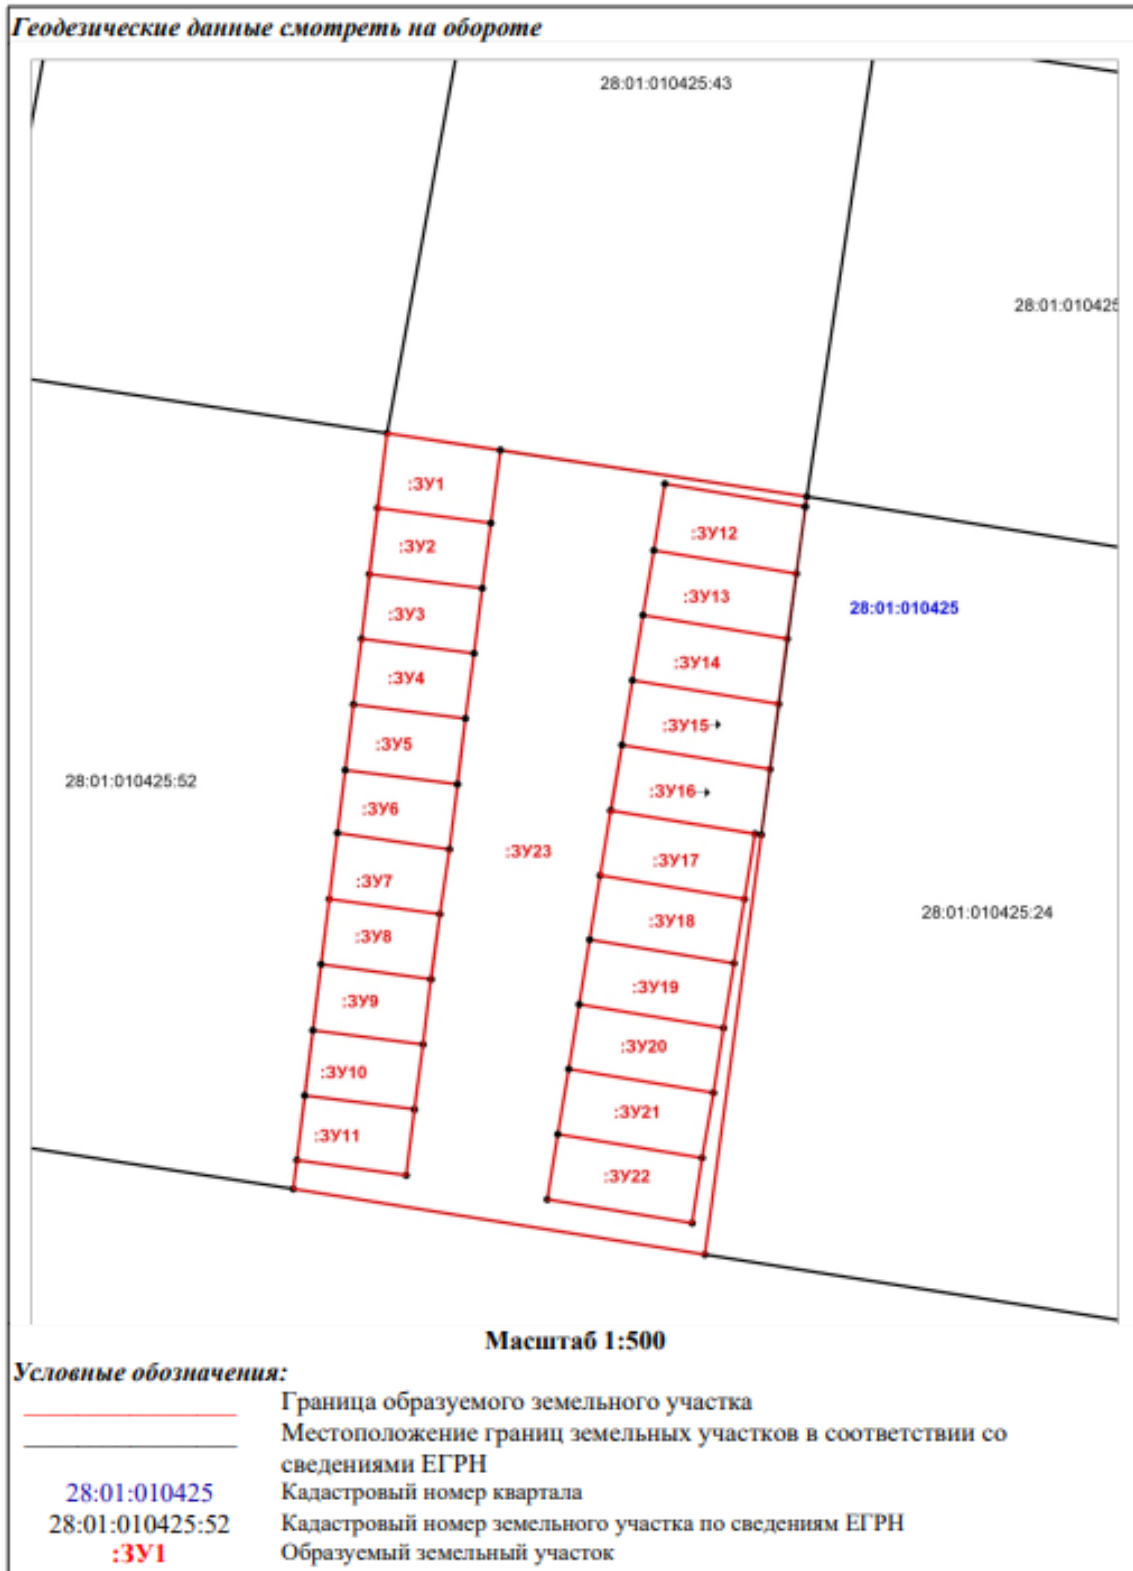 Геодезические данные смотреть на обороте
28:01:010425:43
28:01:010425
:ЗУ1
:ЗУ12
:ЗУ2
:ЗУ13
28:01:010425
:ЗУ3
:ЗУ14
:ЗУ4
:ЗУ15
:ЗУ5
28:01:010425:52
:ЗУ16
:ЗУ6
:ЗУ23
:ЗУ17
:ЗУ7
28:01:010425:24
:ЗУ18
:ЗУ8
:ЗУ19
:ЗУ9
:ЗУ20
:ЗУ10
:ЗУ21
:ЗУ11
:ЗУ22
Масштаб 1:500
Условные обозначения:
Граница образуемого земельного участка
Местоположение границ земельных участков в соответствии со
сведениями ЕГРН
28:01:010425 Кадастровый номер квартала
28:01:010425:52 Кадастровый номер земельного участка по сведениям ЕГРН
:ЗУ1 Образуемый земельный участок